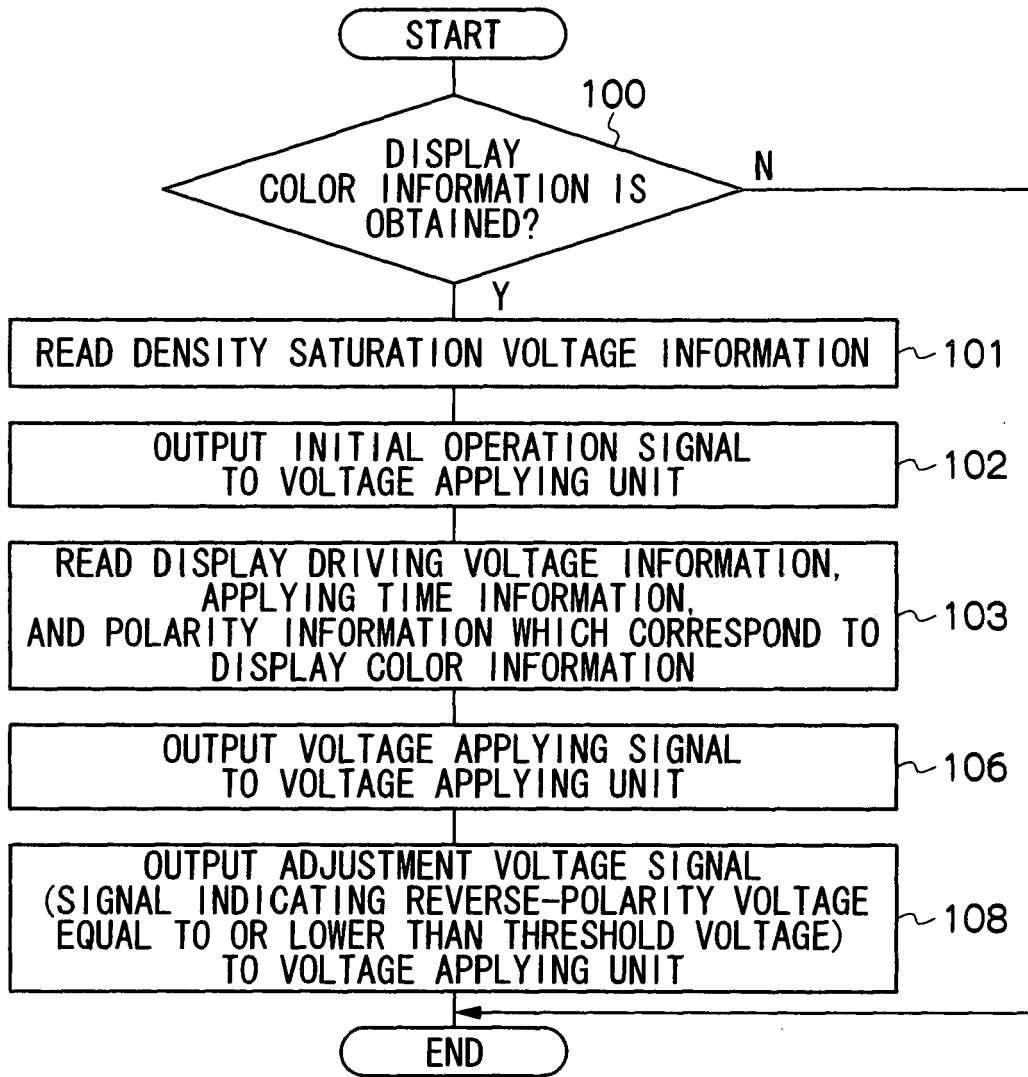 START
100
DISPLAY
COLOR INFORMATION IS
OBTAINED?
N
Y
READ DENSITY SATURATION VOLTAGE INFORMATION
101
OUTPUT INITIAL OPERATION SIGNAL
TO VOLTAGE APPLYING UNIT
102
READ DISPLAY DRIVING VOLTAGE INFORMATION,
APPLYING TIME INFORMATION,
AND POLARITY INFORMATION WHICH CORRESPOND TO
DISPLAY COLOR INFORMATION
103
OUTPUT VOLTAGE APPLYING SIGNAL
TO VOLTAGE APPLYING UNIT
106
OUTPUT ADJUSTMENT VOLTAGE SIGNAL
(SIGNAL INDICATING REVERSE-POLARITY VOLTAGE
EQUAL TO OR LOWER THAN THRESHOLD VOLTAGE)
TO VOLTAGE APPLYING UNIT
108
END